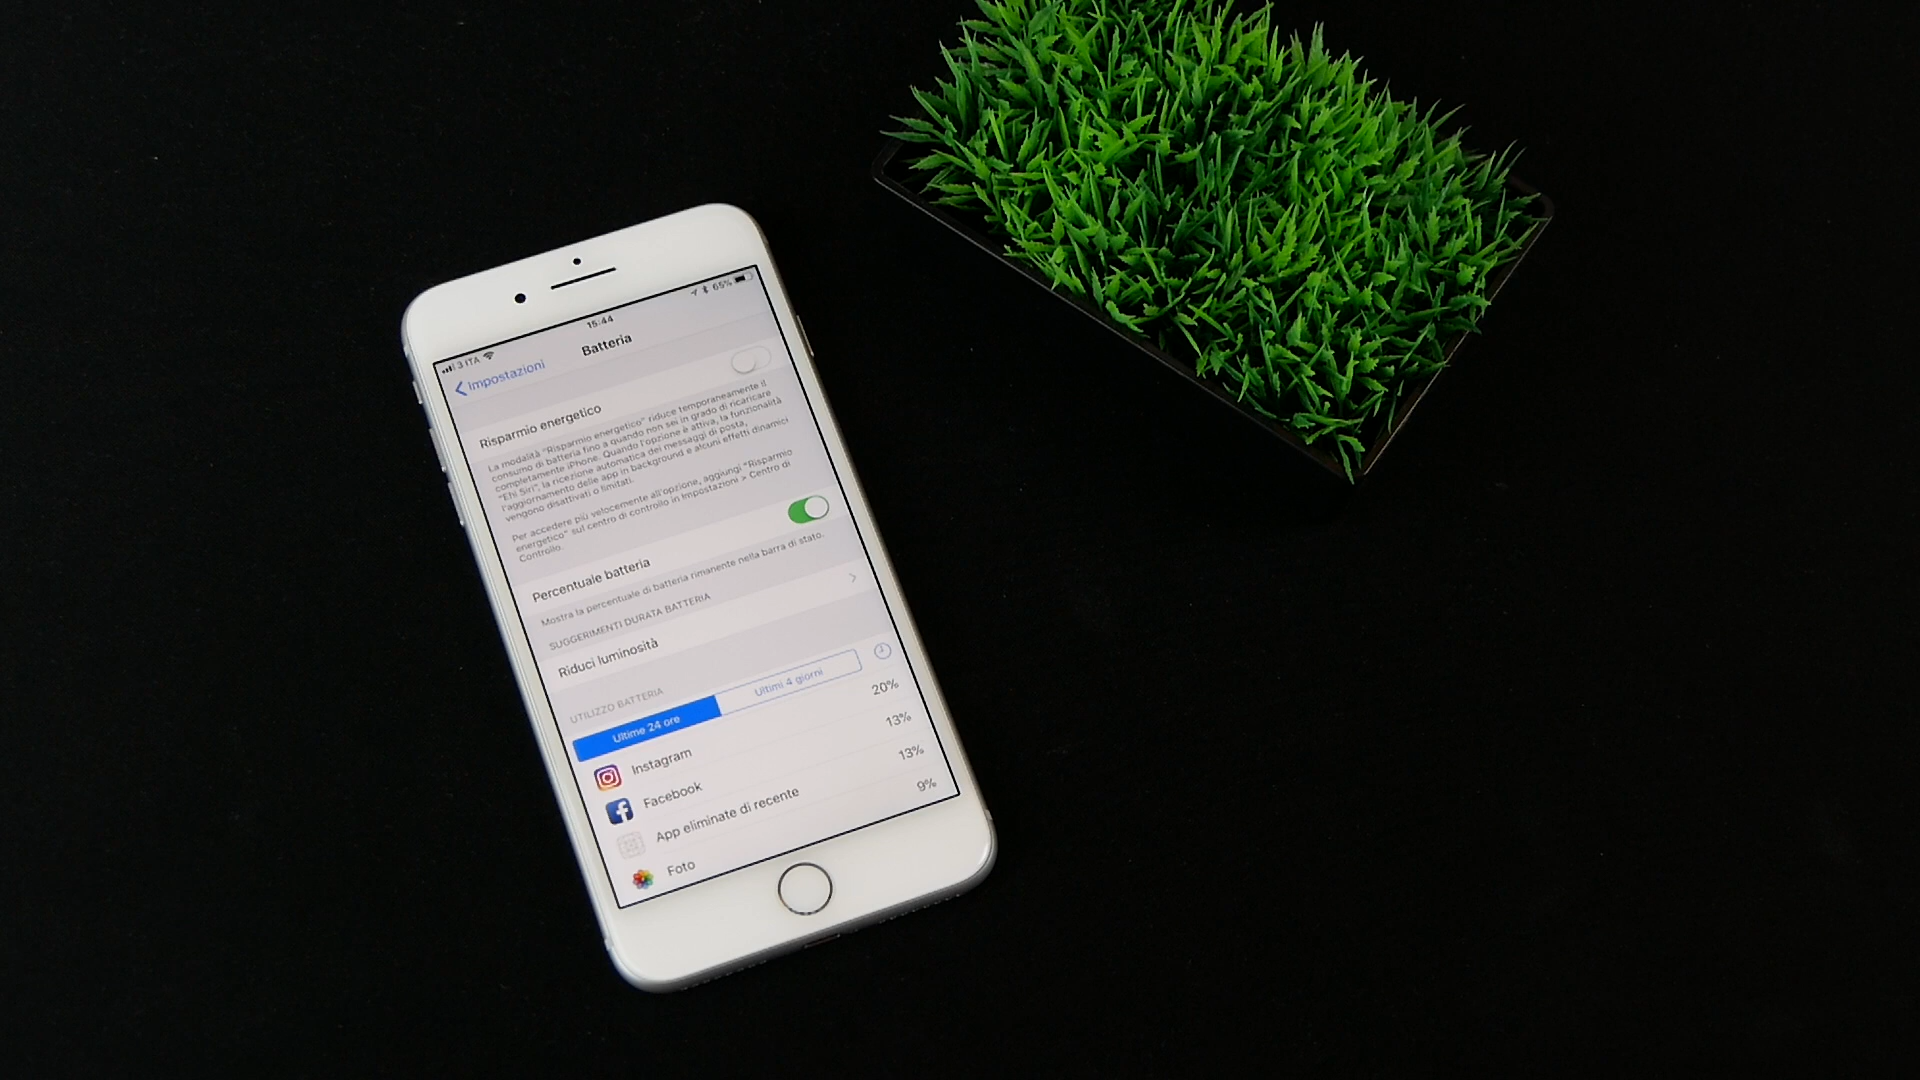 3 ITA
15:44
65%
Impostazioni
Batteria
Risparmio energetico
La modalità "Risparmio energetico" riduce temporaneamente il
consumo di batteria fino a quando non sei in grado di ricaricare
completamente iPhone. Quando l'opzione è attiva, la funzionalità
"Ehi Siri", la ricezione automatica dei messaggi di posta,
l'aggiornamento delle app in background e alcuni effetti dinamici
vengono disattivati o limitati.
Per accedere più velocemente all'opzione, aggiungi "Risparmio
energetico" sul centro di controllo in Impostazioni > Centro di
Controllo.
Percentuale batteria
Mostra la percentuale di batteria rimanente nella barra di stato.
SUGGERIMENTI DURATA BATTERIA
Riduci luminosità
UTILIZZO BATTERIA
Ultime 24 ore
Ultimi 4 giorni
Instagram 20%
Facebook 13%
App eliminate di recente 13%
Foto 9%